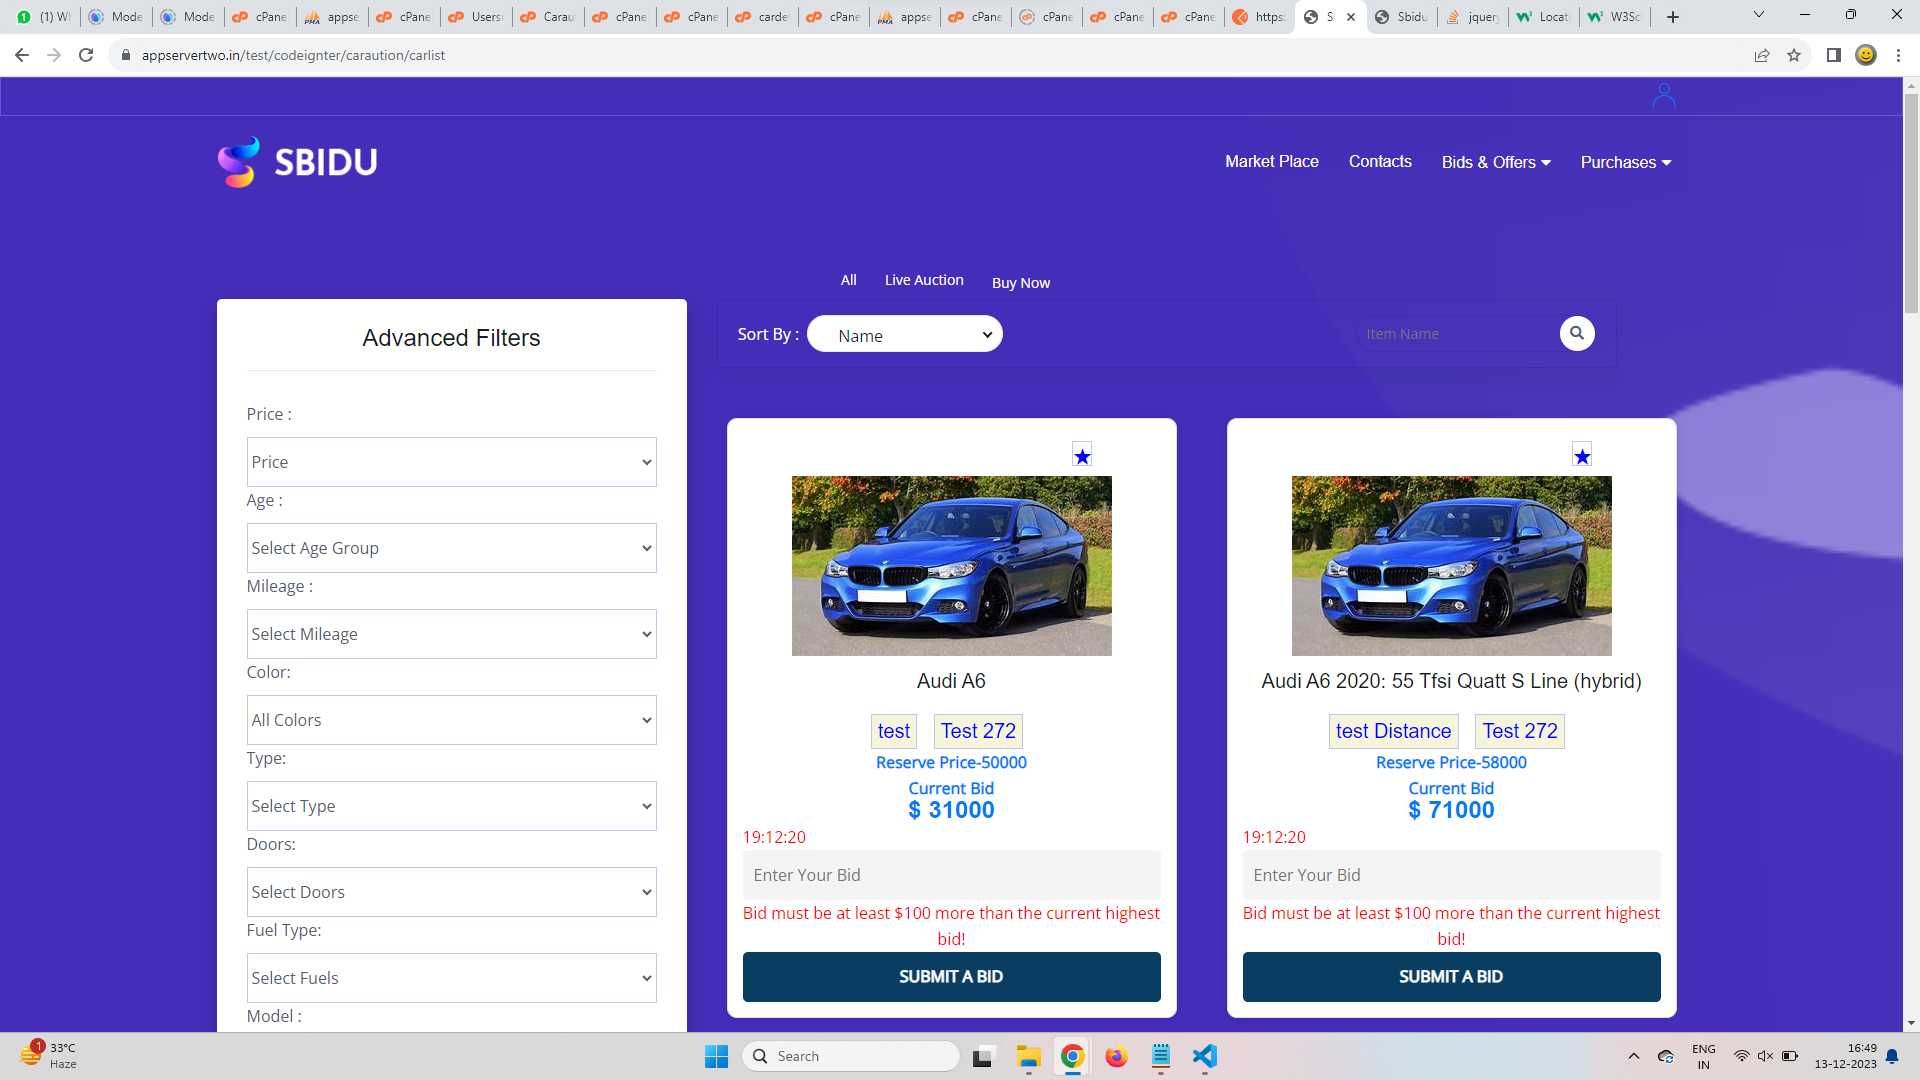 (1) W
Mode
Mode
cPane
appse
cPane
Users
Carau
cPane
cPane
carde
cPane
appse
cPane
cPane
cPane
cPane
https
S
Sbidu
jquery
Locati
W3Sc
appservertwo.in/test/codeignter/caraution/carlist
SBIDU
Market Place
Contacts
Bids & Offers
Purchases
All
Live Auction
Buy Now
Advanced Filters
Sort By :
Name
Item Name
Price :
Price
Age :
Select Age Group
Mileage :
Select Mileage
Color:
All Colors
Type:
Select Type
Doors:
Select Doors
Fuel Type:
Select Fuels
Model :
Audi A6
test
Test 272
Reserve Price-50000
Current Bid
$ 31000
19:12:20
Enter Your Bid
Bid must be at least $100 more than the current highest
bid!
SUBMIT A BID
Audi A6 2020: 55 Tfsi Quatt S Line (hybrid)
test Distance
Test 272
Reserve Price-58000
Current Bid
$ 71000
19:12:20
Enter Your Bid
Bid must be at least $100 more than the current highest
bid!
SUBMIT A BID
1
33°C
Haze
Search
ENG
IN
16:49
13-12-2023